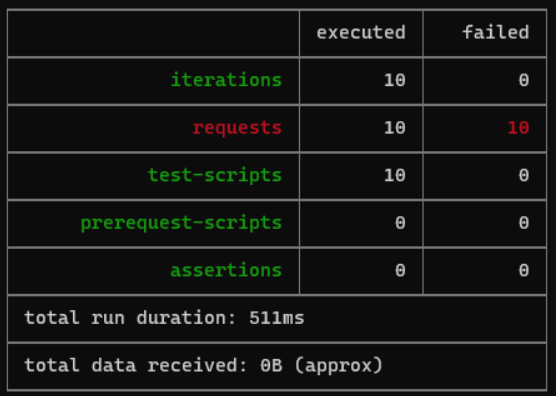 executed failed
iterations 10 0
requests 10 10
test-scripts 10 0
prerequest-scripts 0 0
assertions 0 0
total run duration: 511ms
total data received: 0B (approx)